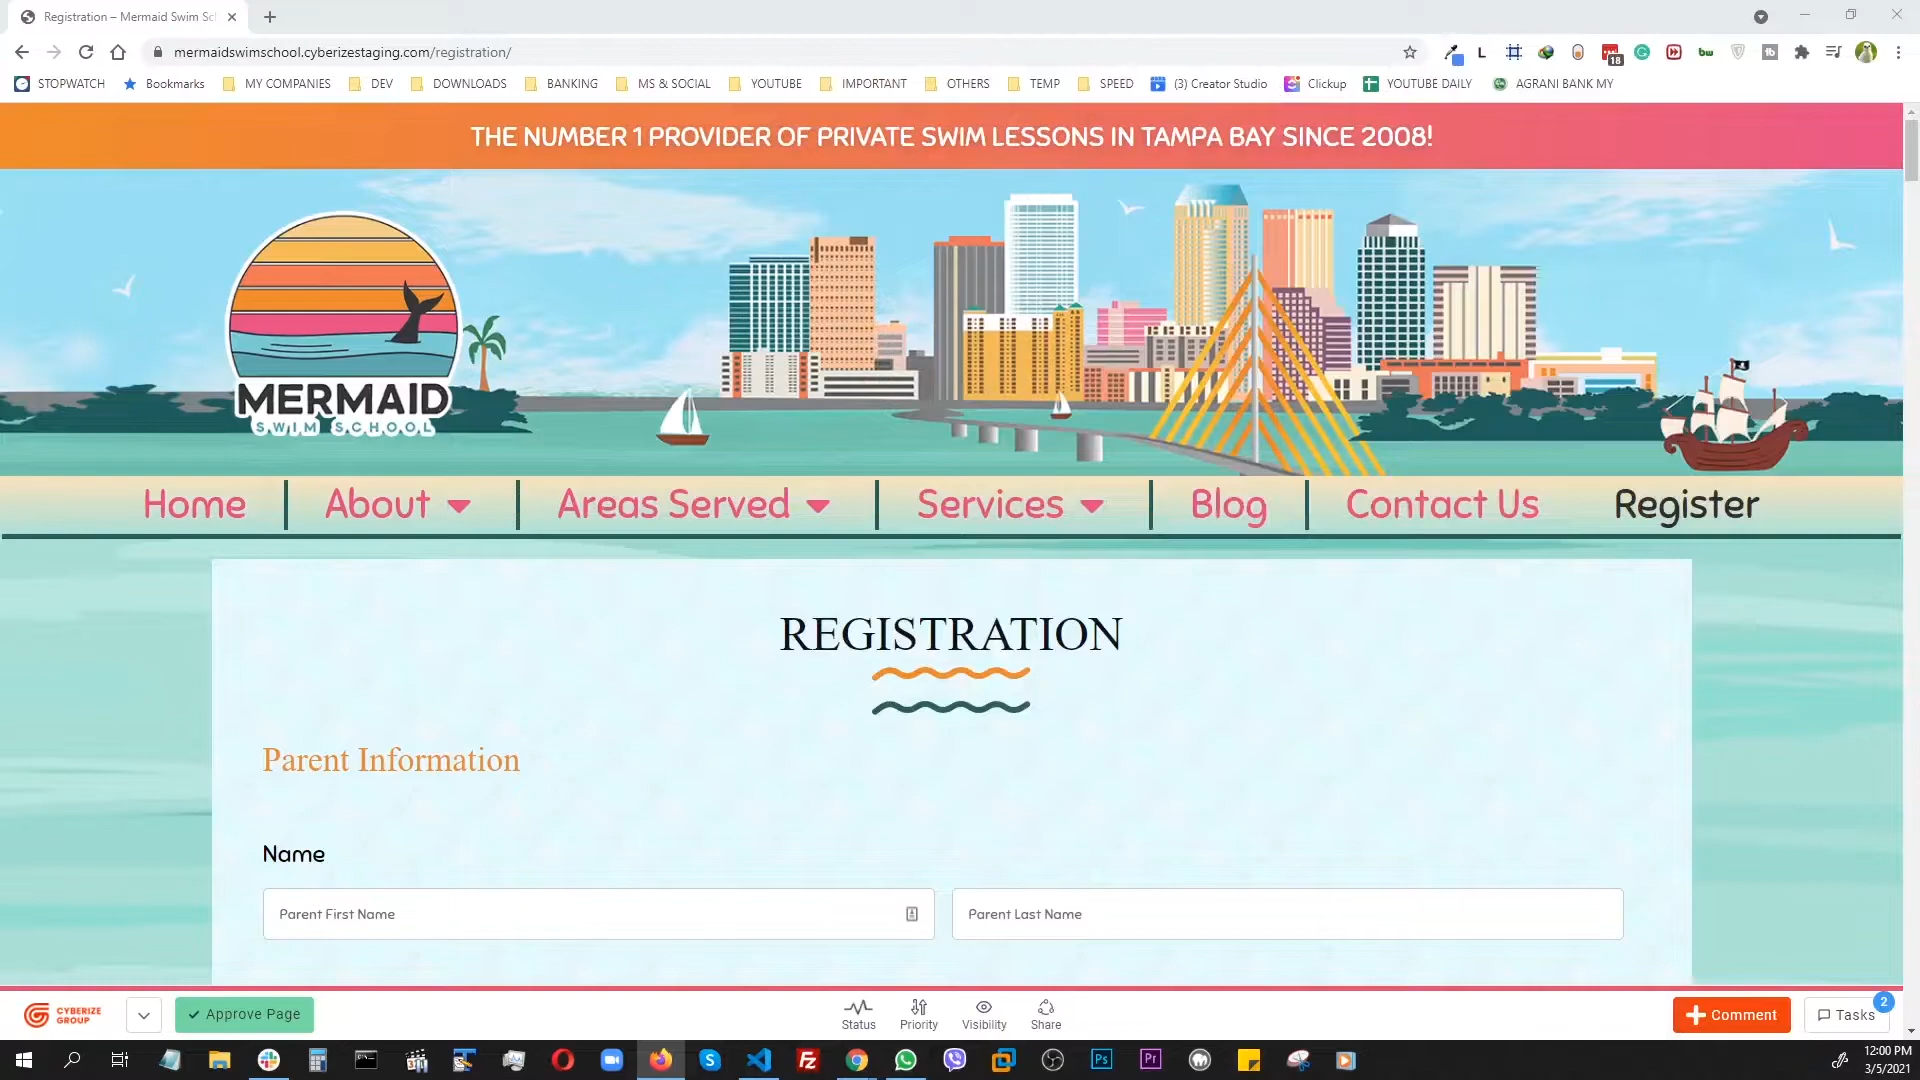 Registration – Mermaid Swim Sc
mermaidswimschool.cyberizestaging.com/registration/
L
18
bw
STOPWATCH Bookmarks MY COMPANIES DEV DOWNLOADS BANKING MS & SOCIAL YOUTUBE IMPORTANT OTHERS TEMP SPEED (3) Creator Studio Clickup YOUTUBE DAILY AGRANI BANK MY
THE NUMBER 1 PROVIDER OF PRIVATE SWIM LESSONS IN TAMPA BAY SINCE 2008!
MERMAID
SWIM SCHOOL
Home About Areas Served Services Blog Contact Us Register
REGISTRATION
Parent Information
Name
Parent First Name Parent Last Name
CYBERIZE
GROUP
Approve Page
Status Priority Visibility Share
Comment
Tasks
2
Ps
Pr
12:00 PM
3/5/2021